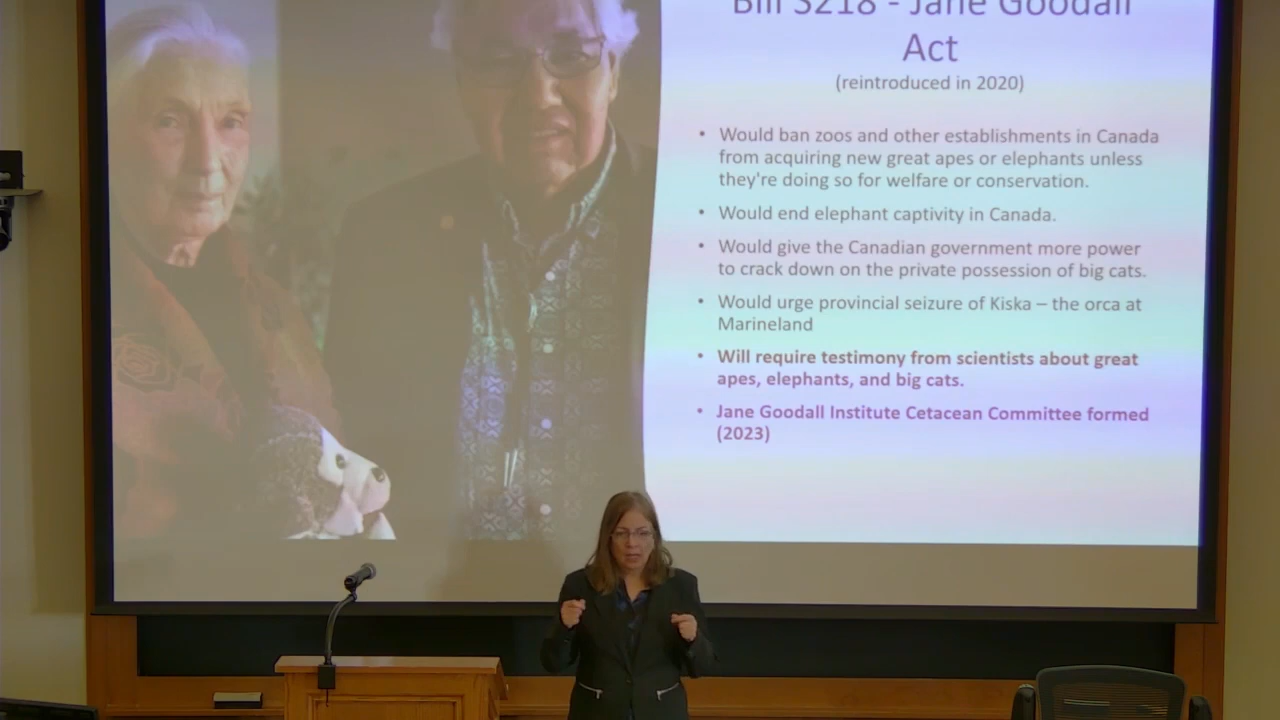 Bill S218 - Jane Goodall
Act
(reintroduced in 2020)
• Would ban zoos and other establishments in Canada
from acquiring new great apes or elephants unless
they're doing so for welfare or conservation.
• Would end elephant captivity in Canada.
• Would give the Canadian government more power
to crack down on the private possession of big cats.
• Would urge provincial seizure of Kiska – the orca at
Marineland
• Will require testimony from scientists about great
apes, elephants, and big cats.
• Jane Goodall Institute Cetacean Committee formed
(2023)